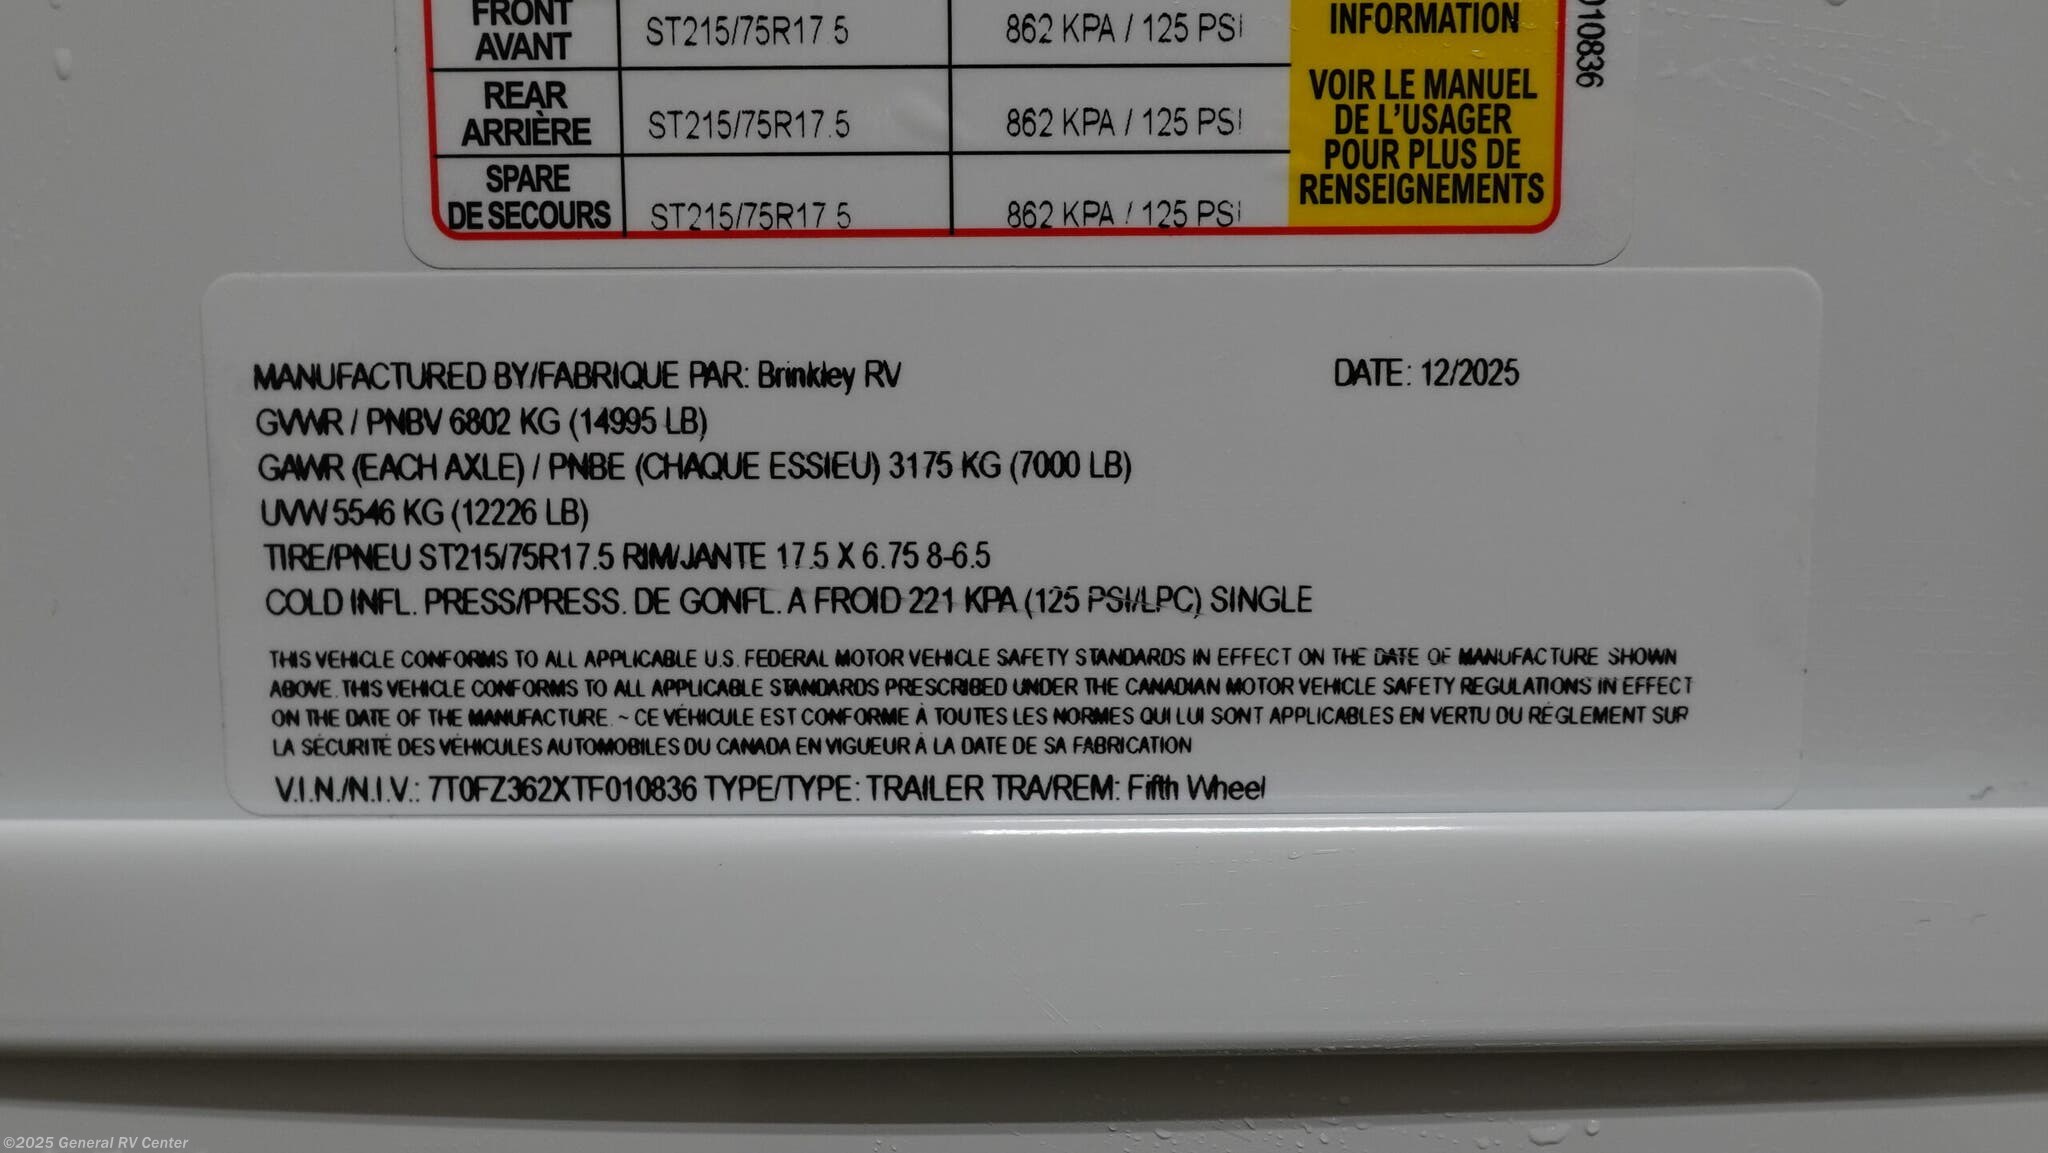 FRONT
AVANT
ST215/75R17.5
862 KPA / 125 PSI
INFORMATION
010836
REAR
ARRIÈRE
ST215/75R17.5
862 KPA / 125 PSI
VOIR LE MANUEL
DE L'USAGER
POUR PLUS DE
RENSEIGNEMENTS
SPARE
DE SECOURS
ST215/75R17.5
862 KPA / 125 PSI
MANUFACTURED BY/FABRIQUE PAR: Brinkley RV
DATE: 12/2025
GVWR / PNBV 6802 KG (14995 LB)
GAWR (EACH AXLE) / PNBE (CHAQUE ESSIEU) 3175 KG (7000 LB)
UVW 5546 KG (12226 LB)
TIRE/PNEU ST215/75R17.5 RIM/JANTE 17.5 X 6.75 8-6.5
COLD INFL. PRESS/PRESS. DE GONFL. A FROID 221 KPA (125 PSI/LPC) SINGLE
THIS VEHICLE CONFORMS TO ALL APPLICABLE U.S. FEDERAL MOTOR VEHICLE SAFETY STANDARDS IN EFFECT ON THE DATE OF MANUFACTURE SHOWN
ABOVE. THIS VEHICLE CONFORMS TO ALL APPLICABLE STANDARDS PRESCRIBED UNDER THE CANADIAN MOTOR VEHICLE SAFETY REGULATIONS IN EFFECT
ON THE DATE OF THE MANUFACTURE. ~ CE VÉHICULE EST CONFORME À TOUTES LES NORMES QUI LUI SONT APPLICABLES EN VERTU DU RÉGLEMENT SUR
LA SÉCURITÉ DES VÉHICULES AUTOMOBILES DU CANADA EN VIGUEUR À LA DATE DE SA FABRICATION
V.I.N./N.I.V.: 7T0FZ362XTF010836 TYPE/TYPE: TRAILER TRA/REM: Fifth Wheel
©2025 General RV Center